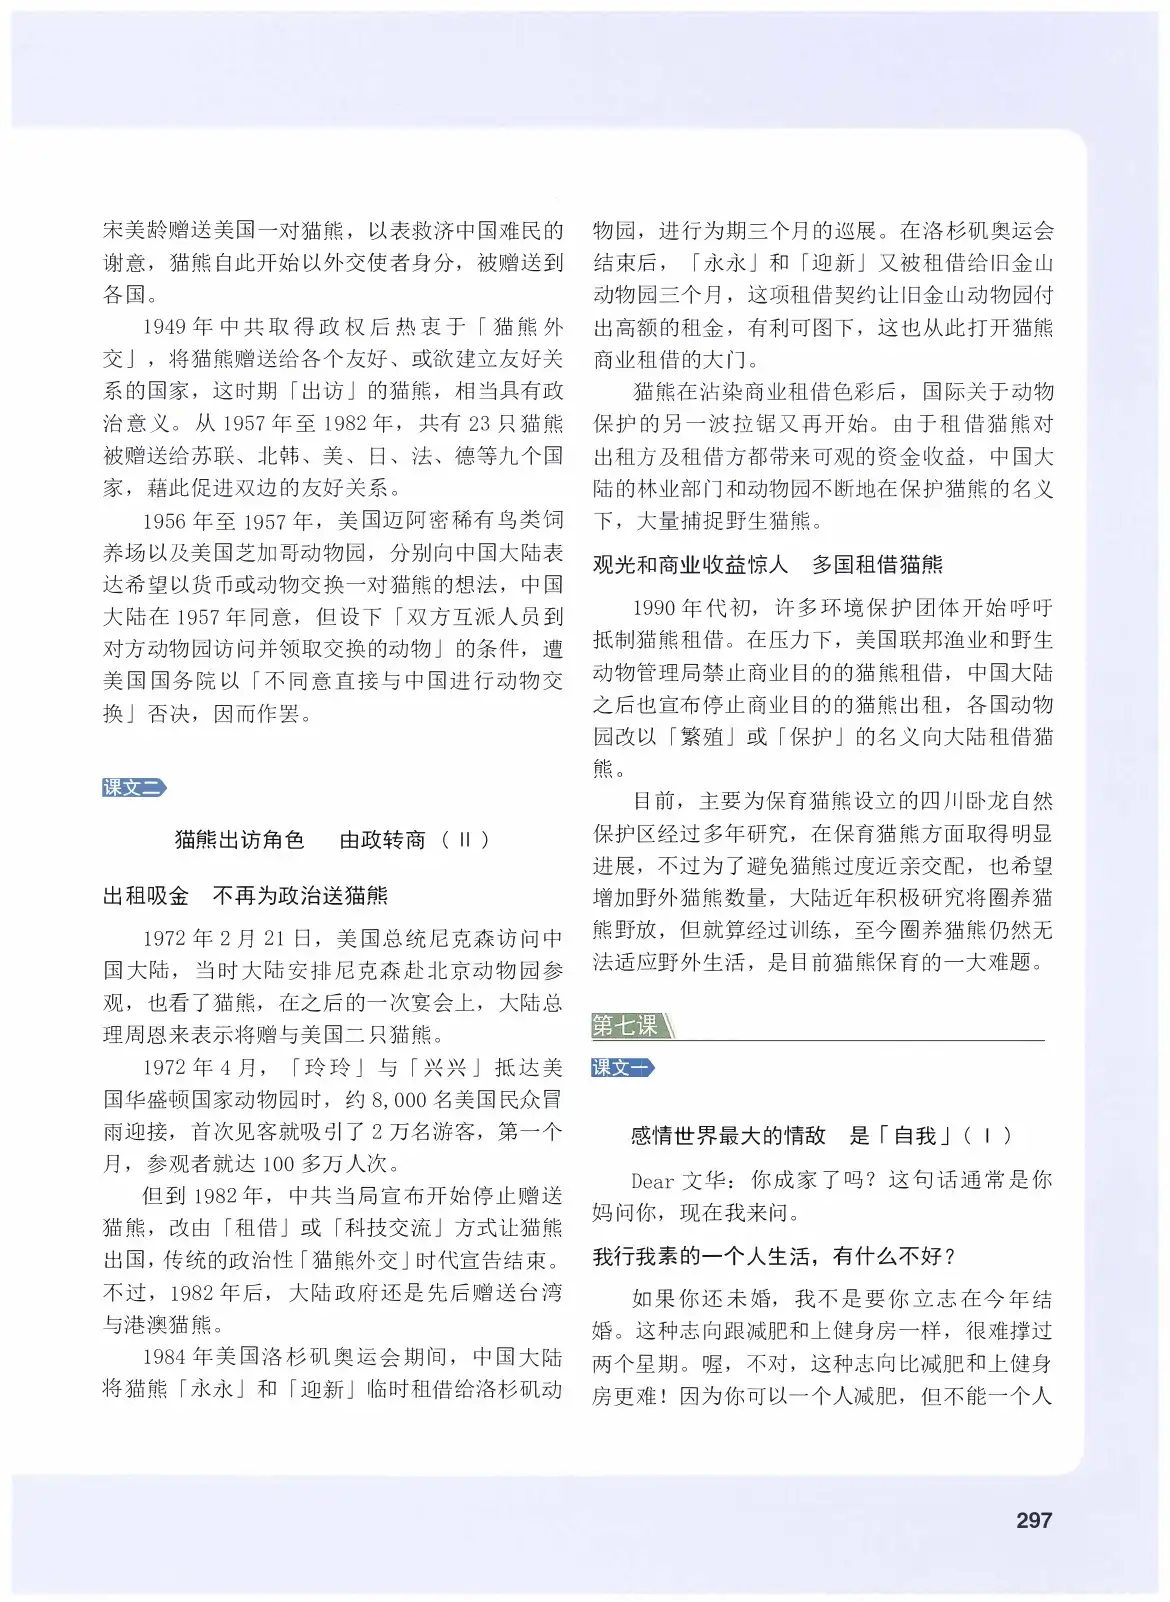 宋美龄赠送美国一对猫熊，以表救济中国难民的
谢意，猫熊自此开始以外交使者身分，被赠送到
各国。
1949 年中共取得政权后热衷于「猫熊外
交」，将猫熊赠送给各个友好、或欲建立友好关
系的国家，这时期「出访」的猫熊，相当具有政
治意义。从 1957 年至 1982 年，共有 23 只猫熊
被赠送给苏联、北韩、美、日、法、德等九个国
家，藉此促进双边的友好关系。
1956 年至 1957 年，美国迈阿密稀有鸟类饲
养场以及美国芝加哥动物园，分别向中国大陆表
达希望以货币或动物交换一对猫熊的想法，中国
大陆在 1957 年同意，但设下「双方互派人员到
对方动物园访问并领取交换的动物」的条件，遭
美国国务院以「不同意直接与中国进行动物交
换」否决，因而作罢。
课文二
猫熊出访角色 由政转商（Ⅱ）
出租吸金 不再为政治送猫熊
1972 年 2 月 21 日，美国总统尼克森访问中
国大陆，当时大陆安排尼克森赴北京动物园参
观，也看了猫熊，在之后的一次宴会上，大陆总
理周恩来表示将赠与美国二只猫熊。
1972 年 4 月，「玲玲」与「兴兴」抵达美
国华盛顿国家动物园时，约 8,000 名美国民众冒
雨迎接，首次见客就吸引了 2 万名游客，第一个
月，参观者就达 100 多万人次。
但到 1982 年，中共当局宣布开始停止赠送
猫熊，改由「租借」或「科技交流」方式让猫熊
出国，传统的政治性「猫熊外交」时代宣告结束。
不过，1982 年后，大陆政府还是先后赠送台湾
与港澳猫熊。
1984 年美国洛杉矶奥运会期间，中国大陆
将猫熊「永永」和「迎新」临时租借给洛杉矶动
物园，进行为期三个月的巡展。在洛杉矶奥运会
结束后，「永永」和「迎新」又被租借给旧金山
动物园三个月，这项租借契约让旧金山动物园付
出高额的租金，有利可图下，这也从此打开猫熊
商业租借的大门。
猫熊在沾染商业租借色彩后，国际关于动物
保护的另一波拉锯又再开始。由于租借猫熊对
出租方及租借方都带来可观的资金收益，中国大
陆的林业部门和动物园不断地在保护猫熊的名义
下，大量捕捉野生猫熊。
观光和商业收益惊人 多国租借猫熊
1990 年代初，许多环境保护团体开始呼吁
抵制猫熊租借。在压力下，美国联邦渔业和野生
动物管理局禁止商业目的的猫熊租借，中国大陆
之后也宣布停止商业目的的猫熊出租，各国动物
园改以「繁殖」或「保护」的名义向大陆租借猫
熊。
目前，主要为保育猫熊设立的四川卧龙自然
保护区经过多年研究，在保育猫熊方面取得明显
进展，不过为了避免猫熊过度近亲交配，也希望
增加野外猫熊数量，大陆近年积极研究将圈养猫
熊野放，但就算经过训练，至今圈养猫熊仍然无
法适应野外生活，是目前猫熊保育的一大难题。
第七课
课文一
感情世界最大的情敌 是「自我」（Ⅰ）
Dear 文华：你成家了吗？这句话通常是你
妈问你，现在我来问。
我行我素的一个人生活，有什么不好？
如果你还未婚，我不是要你立志在今年结
婚。这种志向跟减肥和上健身房一样，很难撑过
两个星期。喔，不对，这种志向比减肥和上健身
房更难！因为你可以一个人减肥，但不能一个人
297